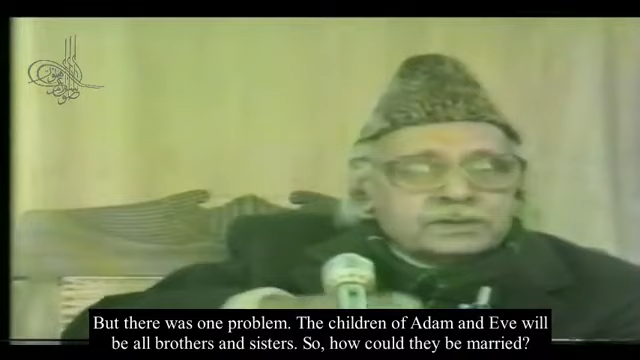 But there was one problem. The children of Adam and Eve will
be all brothers and sisters. So, how could they be married?